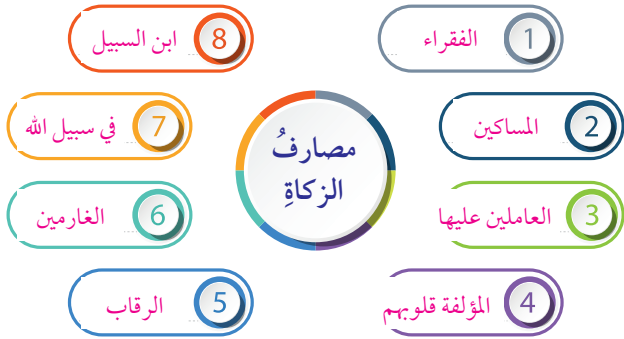 مصارفُ
الزكاةِ
1 الفقراء
2 المساكين
3 العاملين عليها
4 المؤلفة قلوبهم
5 الرقاب
6 الغارمين
7 في سبيل الله
8 ابن السبيل